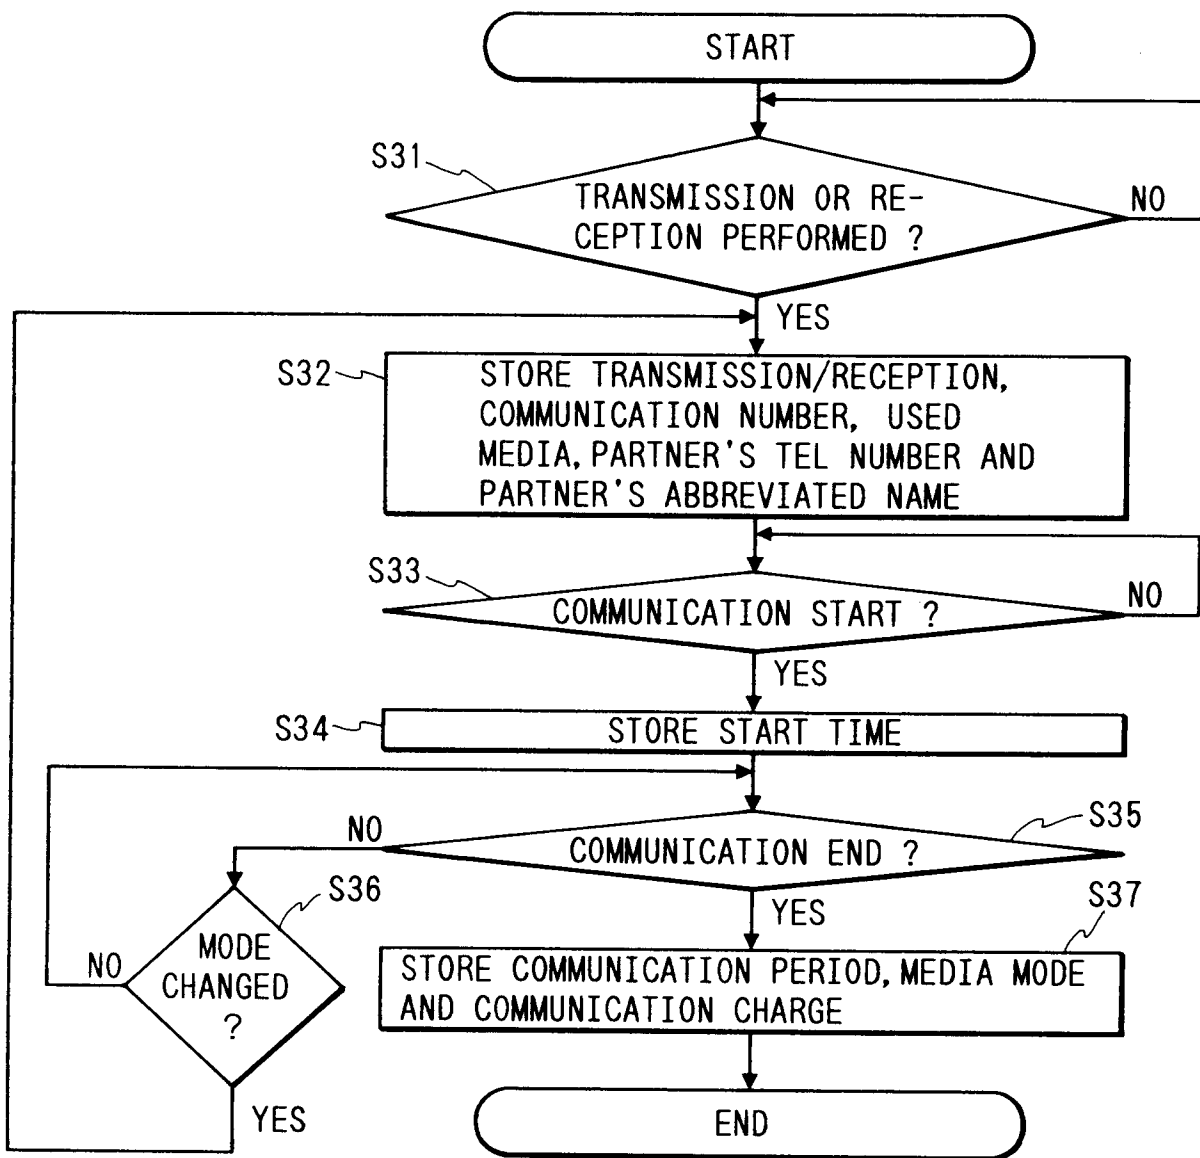 START
S31
TRANSMISSION OR RE-
CEPTION PERFORMED ?
NO
YES
S32
STORE TRANSMISSION/RECEPTION,
COMMUNICATION NUMBER, USED
MEDIA, PARTNER'S TEL NUMBER AND
PARTNER'S ABBREVIATED NAME
S33
COMMUNICATION START ?
NO
YES
S34
STORE START TIME
NO
COMMUNICATION END ?
S35
S36
YES
S37
NO
MODE
CHANGED
?
STORE COMMUNICATION PERIOD, MEDIA MODE
AND COMMUNICATION CHARGE
YES
END